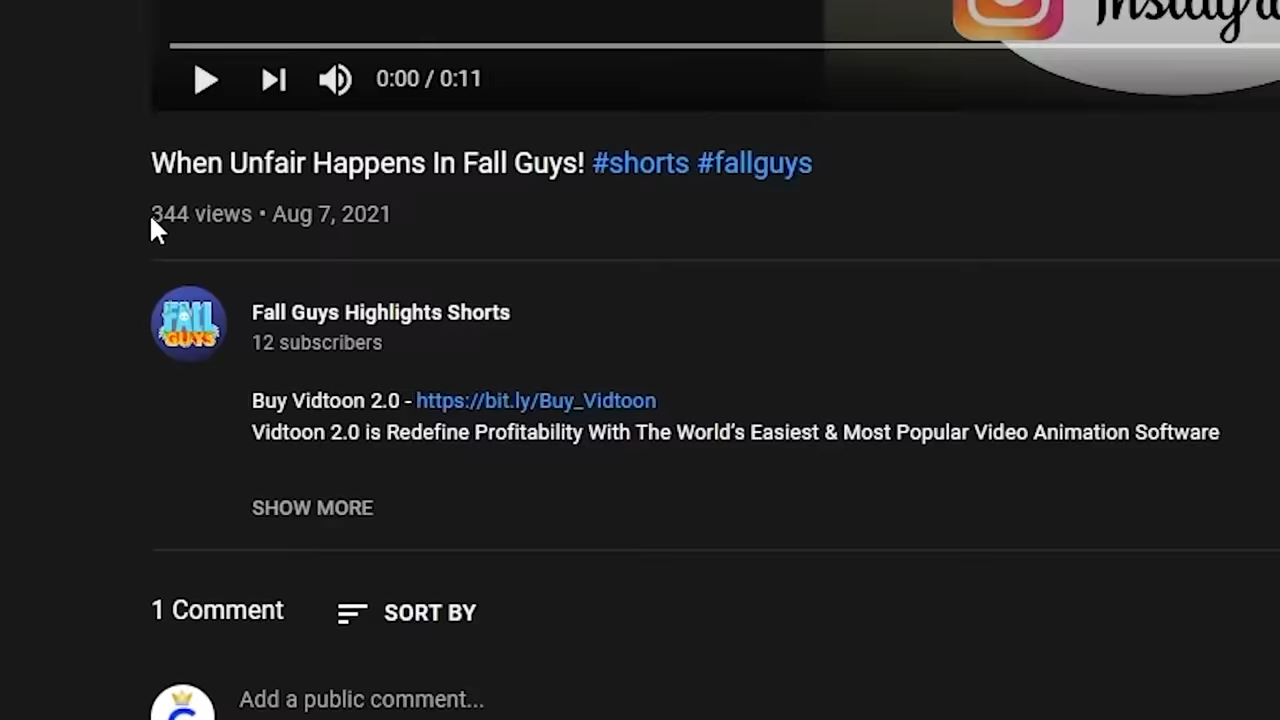 Instagra
0:00 / 0:11
When Unfair Happens In Fall Guys! #shorts #fallguys
344 views • Aug 7, 2021
FALL
GUYS
Fall Guys Highlights Shorts
12 subscribers
Buy Vidtoon 2.0 - https://bit.ly/Buy_Vidtoon
Vidtoon 2.0 is Redefine Profitability With The World’s Easiest & Most Popular Video Animation Software
SHOW MORE
1 Comment
SORT BY
Add a public comment...